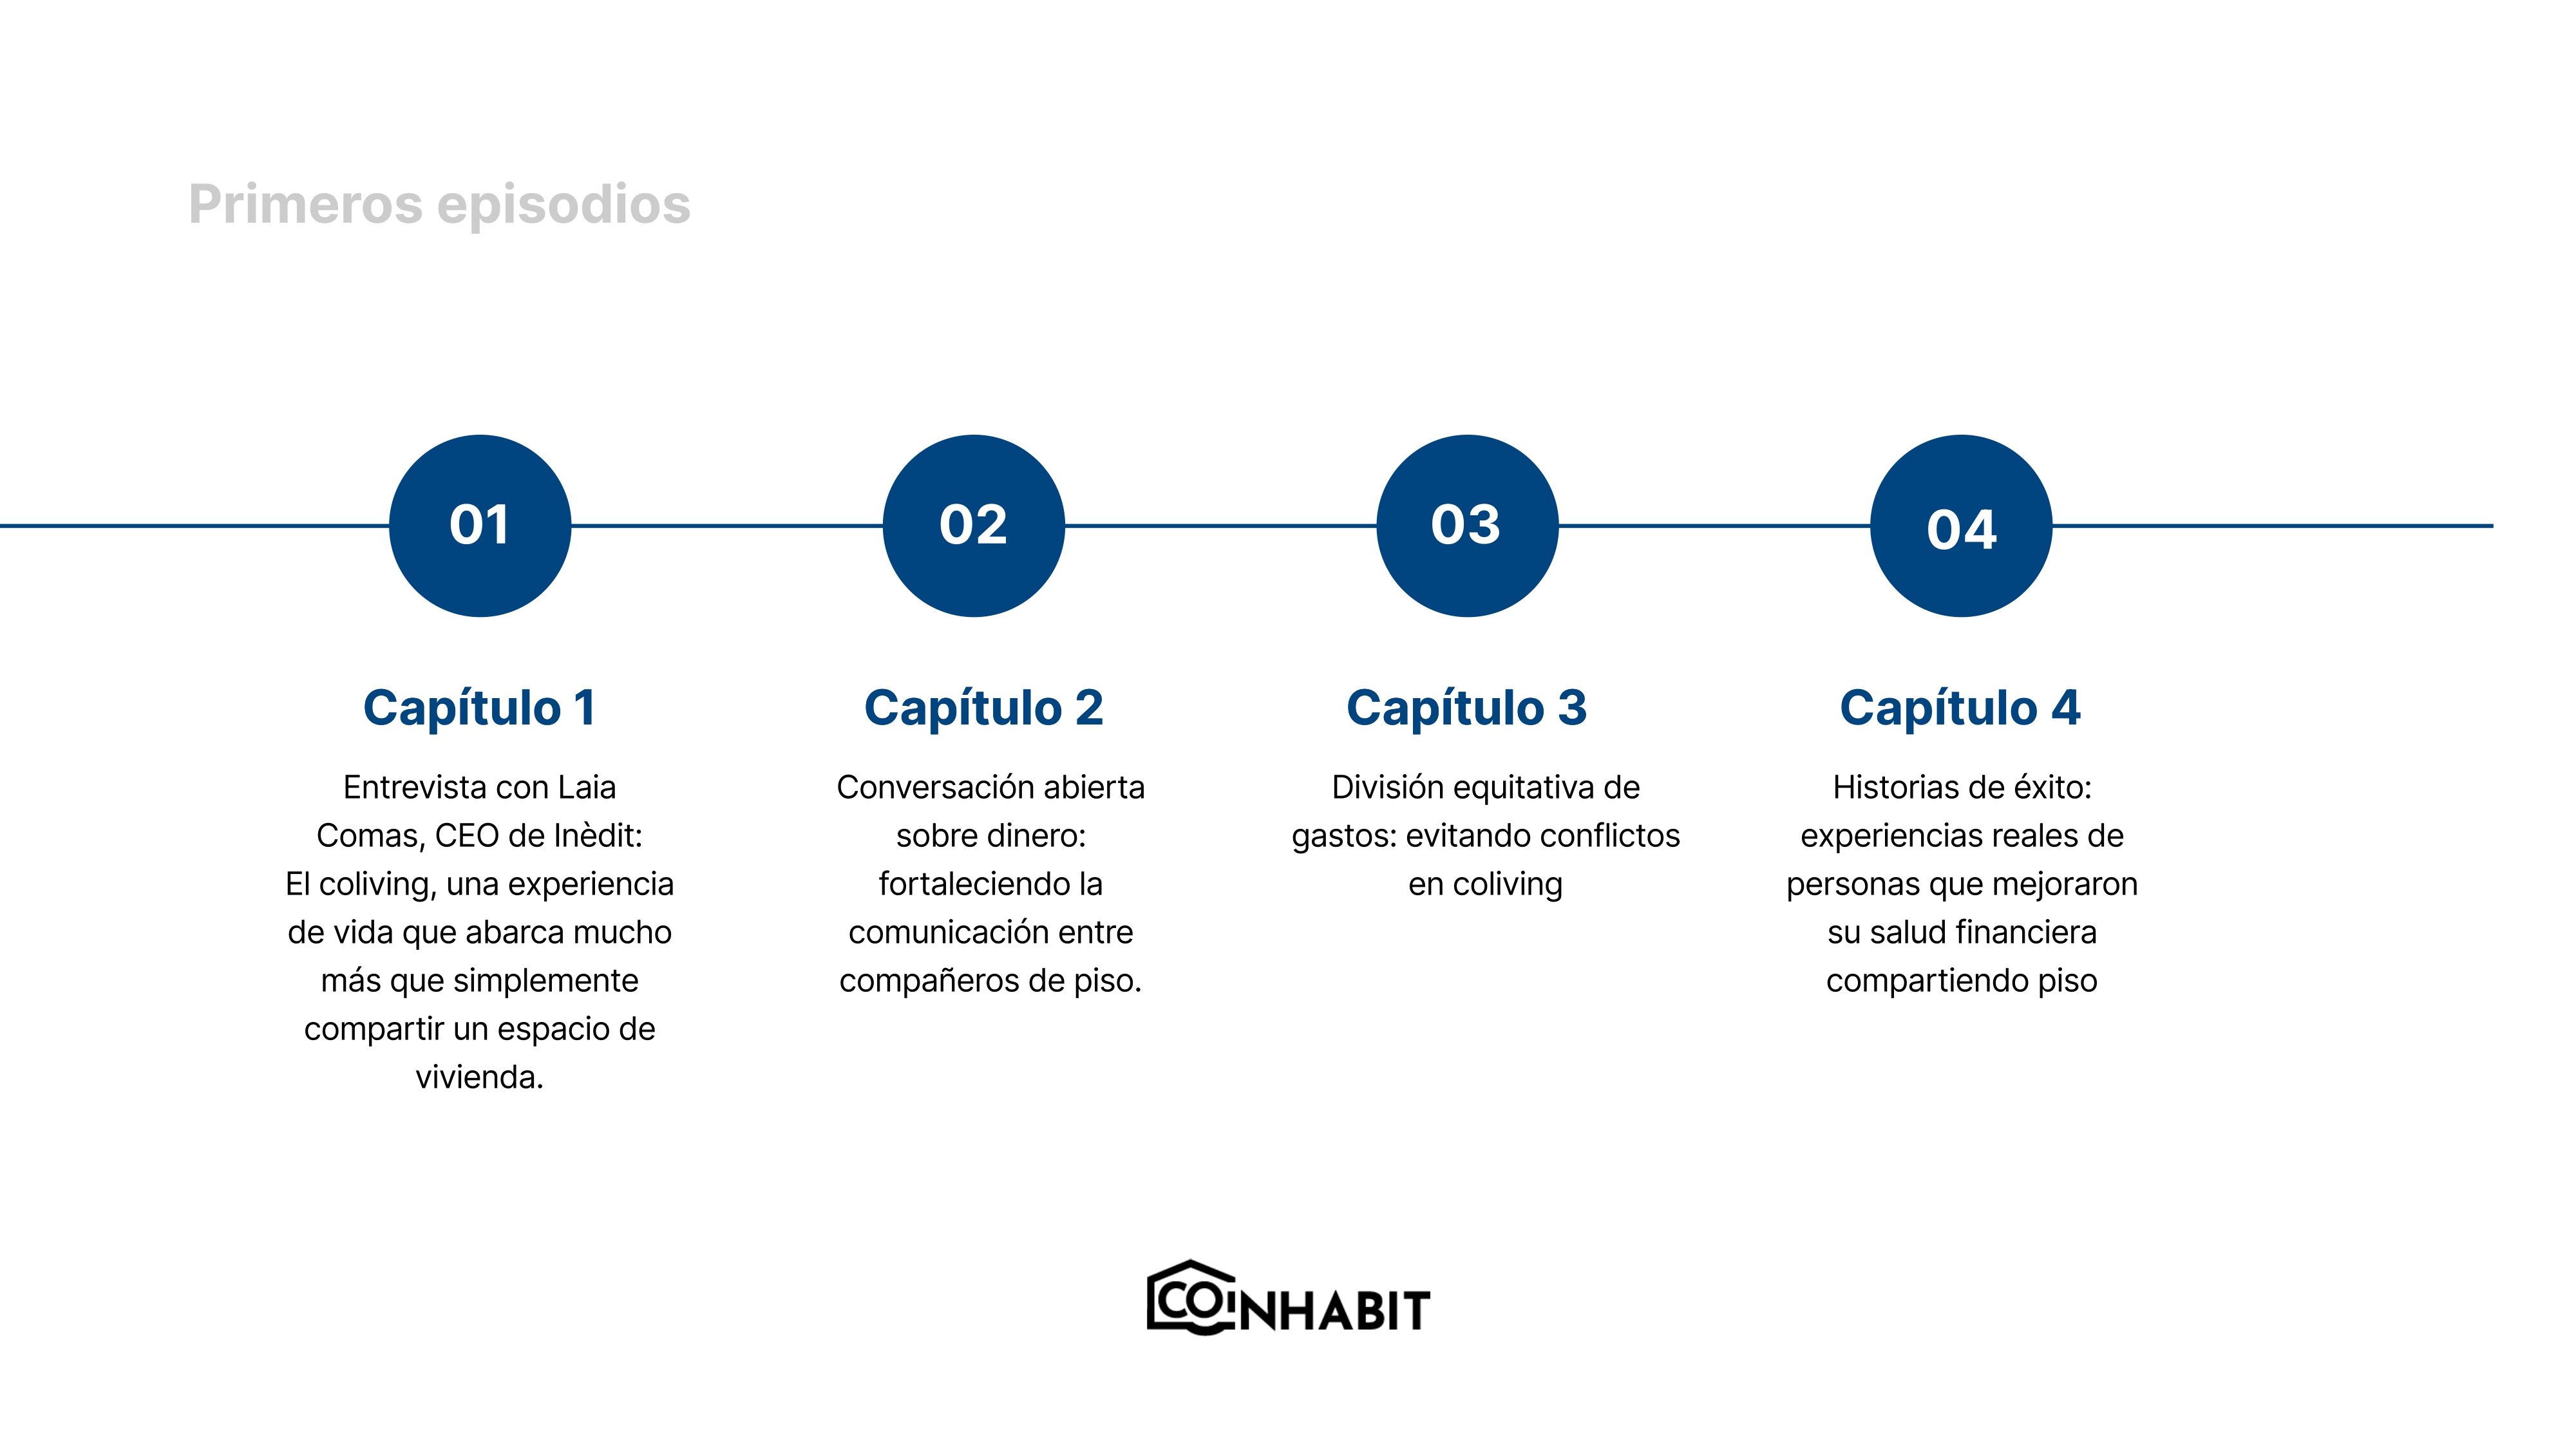 Primeros episodios
01
02
03
04
Capítulo 1
Entrevista con Laia
Comas, CEO de Inèdit:
El coliving, una experiencia
de vida que abarca mucho
más que simplemente
compartir un espacio de
vivienda.
Capítulo 2
Conversación abierta
sobre dinero:
fortaleciendo la
comunicación entre
compañeros de piso.
Capítulo 3
División equitativa de
gastos: evitando conflictos
en coliving
Capítulo 4
Historias de éxito:
experiencias reales de
personas que mejoraron
su salud financiera
compartiendo piso
COINHABIT